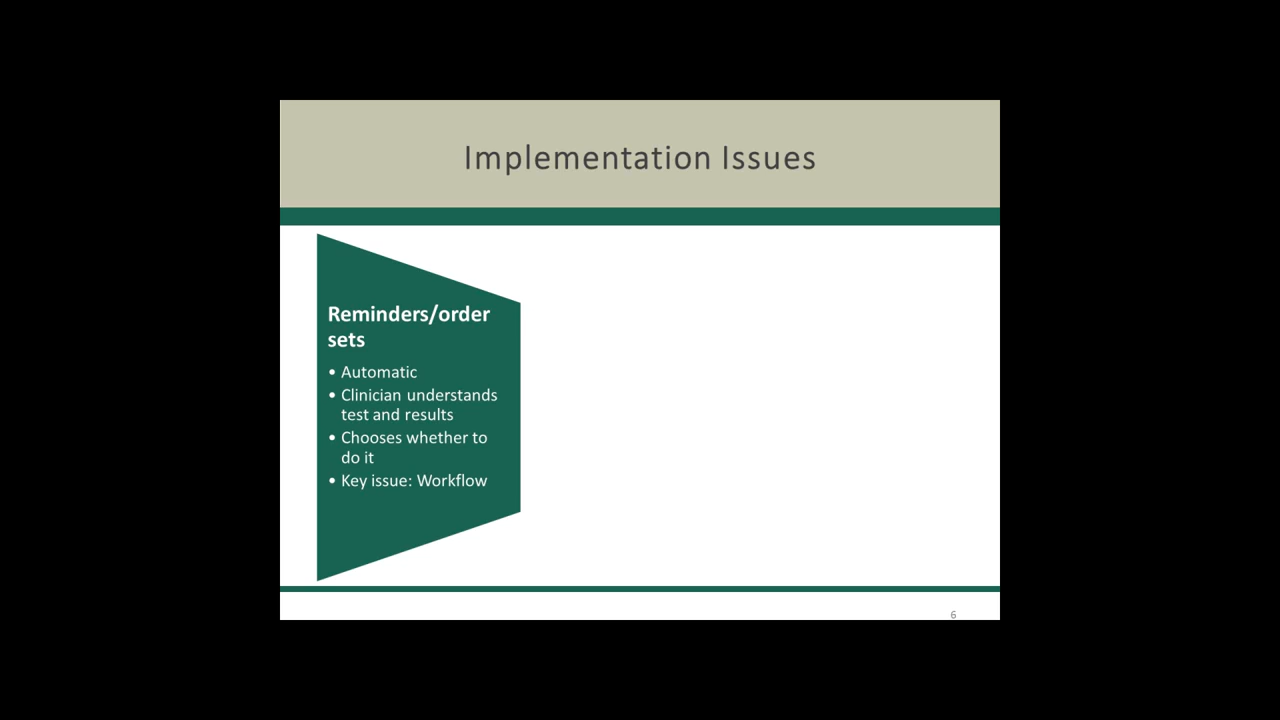 Implementation Issues
Reminders/order
sets
• Automatic
• Clinician understands
test and results
• Chooses whether to
do it
• Key issue: Workflow
6